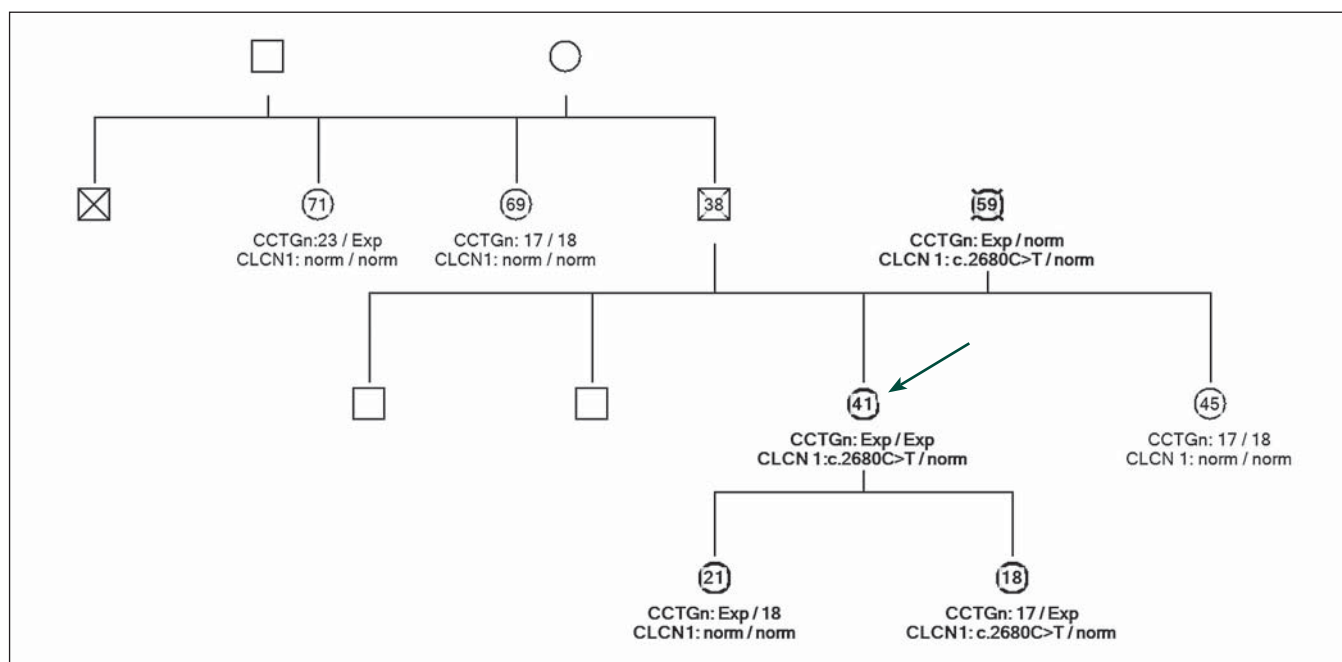 71
69
38
59
CCTGn:23 / Exp
CLCN1: norm / norm
CCTGn: 17 / 18
CLCN1: norm / norm
CCTGn: Exp / norm
CLCN 1: c.2680C>T / norm
41
45
CCTGn: Exp / Exp
CLCN 1:c.2680C>T / norm
CCTGn: 17 / 18
CLCN 1: norm / norm
21
18
CCTGn: Exp / 18
CLCN1: norm / norm
CCTGn: 17 / Exp
CLCN1: c.2680C>T / norm